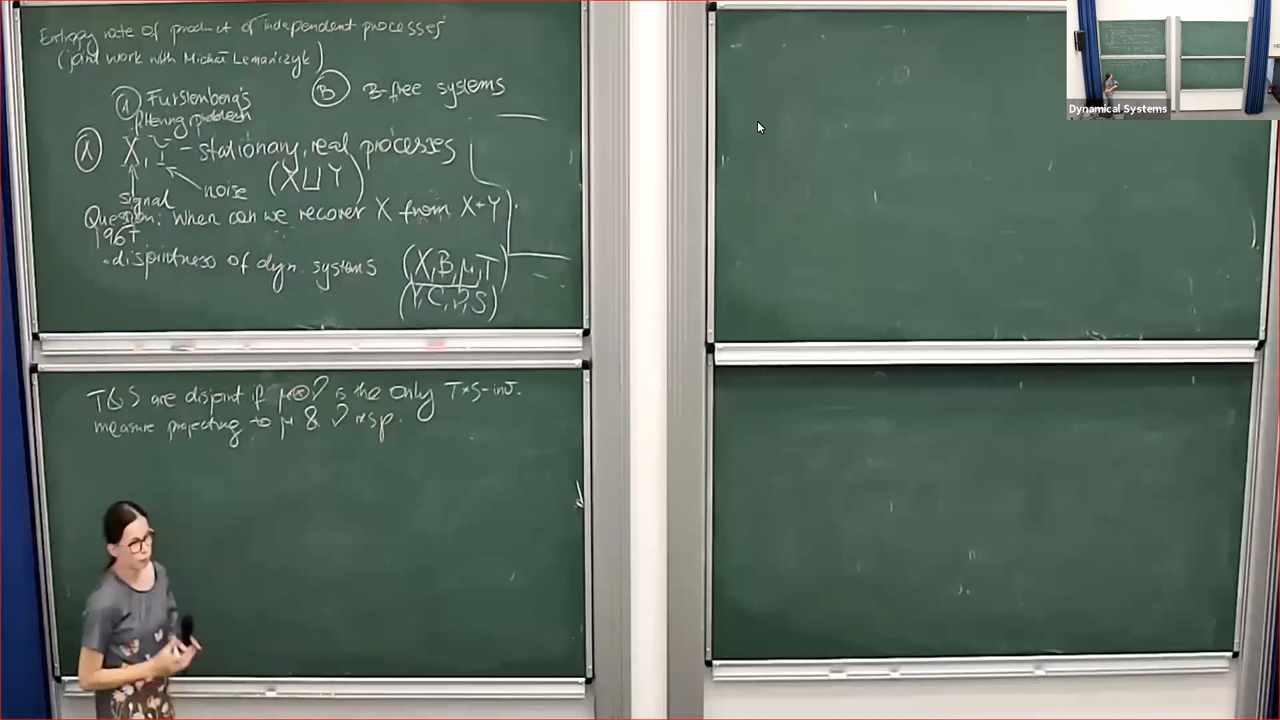 Entropy rate of product of independent processes
(joint work with Michał Lemańczyk)
Ⓐ Furstenberg's filtering problem
Ⓑ B-free systems
Ⓐ X, Y - stationary, real processes
signal
noise
(X ⊔ Y)
Question: When can we recover X from X+Y
1967
• disjointness of dyn. systems (X, B, μ, T)
(Y, C, ν, S)
T & S are disjoint if μ⊗ν is the only T×S-inv.
measure projecting to μ & ν resp.
Dynamical Systems